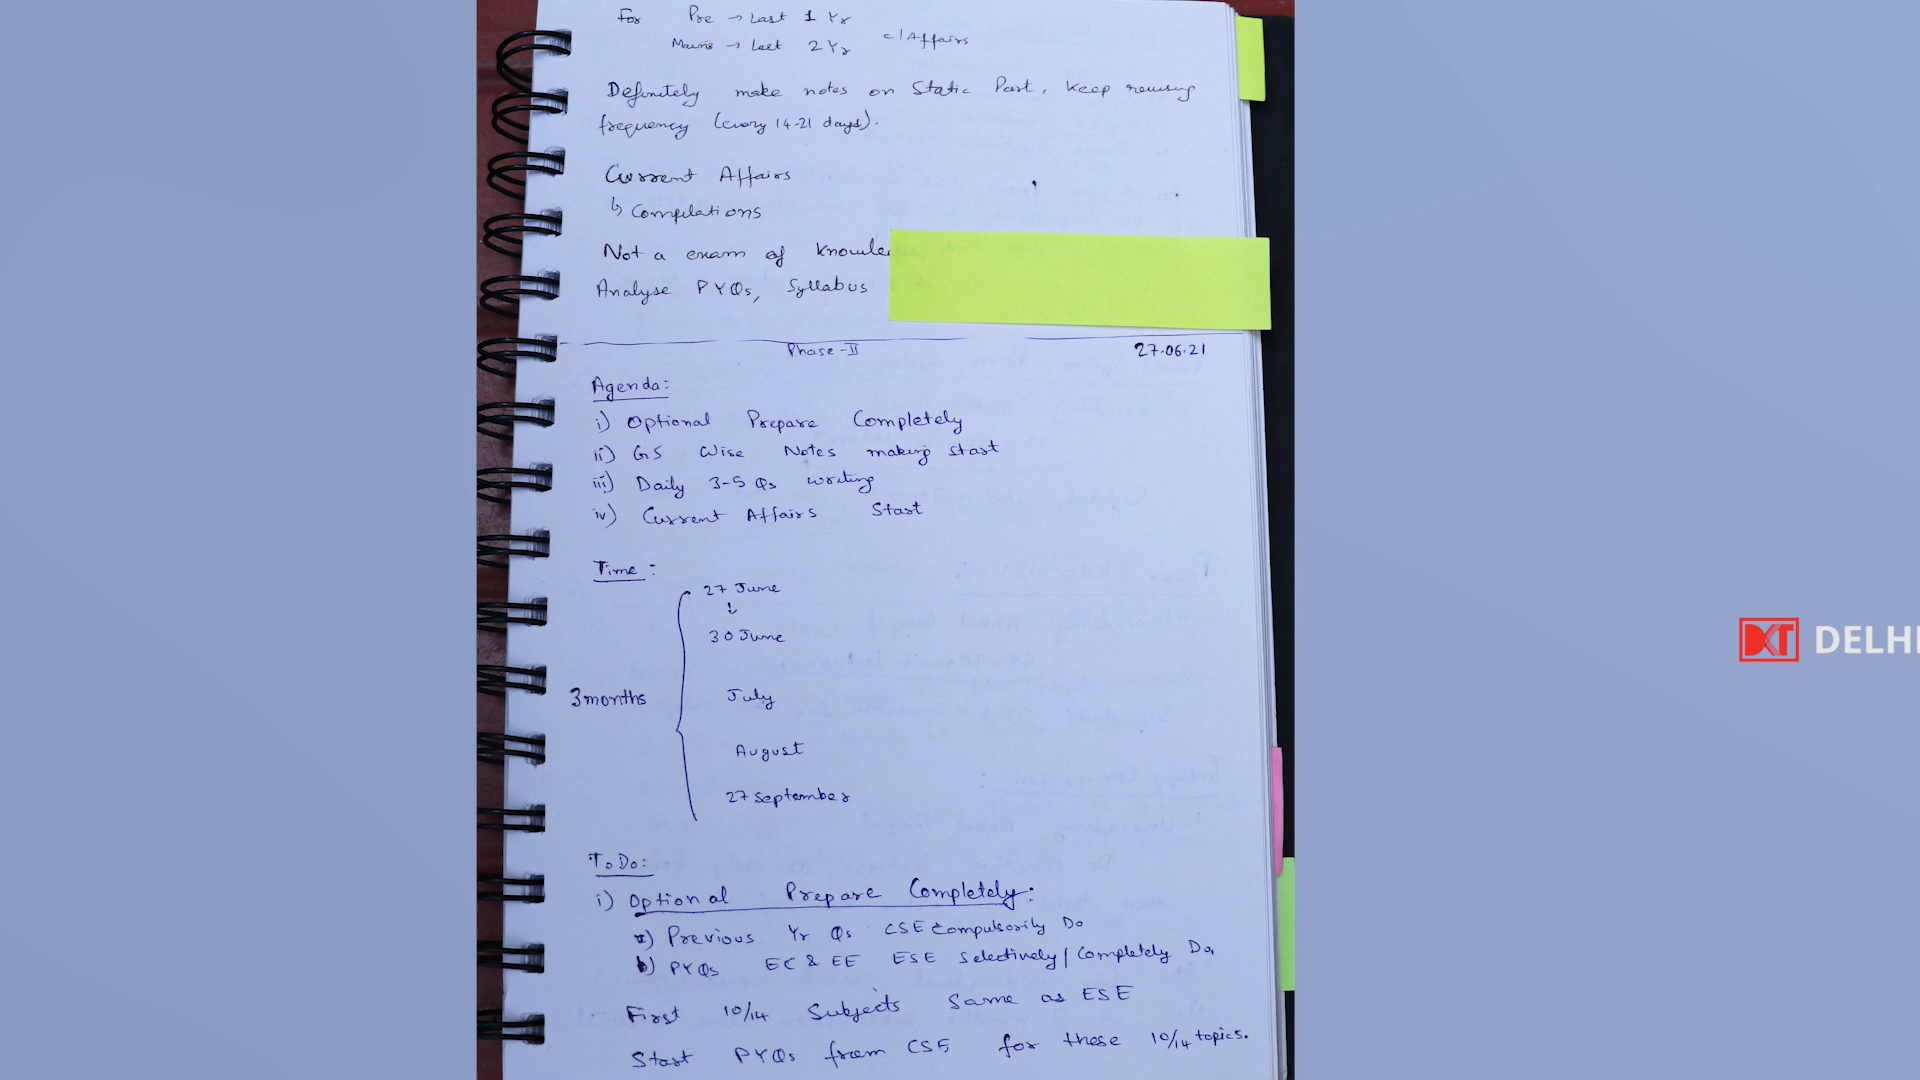 For Pre → Last 1 Yr
Mains → Last 2 Yr c/Affairs
Definitely make notes on Static Part, Keep revising
frequency (every 14-21 days).
Current Affairs
↳ Compilations
Not a exam of Knowle
Analyse PYQs, Syllabus
Phase-II 27.06.21
Agenda:
i) Optional Prepare Completely
ii) GS Wise Notes making start
iii) Daily 3-5 Qs writing
iv) Current Affairs Start
Time:
27 June
↓
30 June
3 months
July
August
27 September
To Do:
i) Optional Prepare Completely:
a) Previous Yr Qs CSE Compulsorily Do
b) PYQs EC & EE ESE Selectively/Completely Do.
First 10/14 Subjects Same as ESE
Start PYQs from CSE for these 10/14 topics.
DKT DELHI